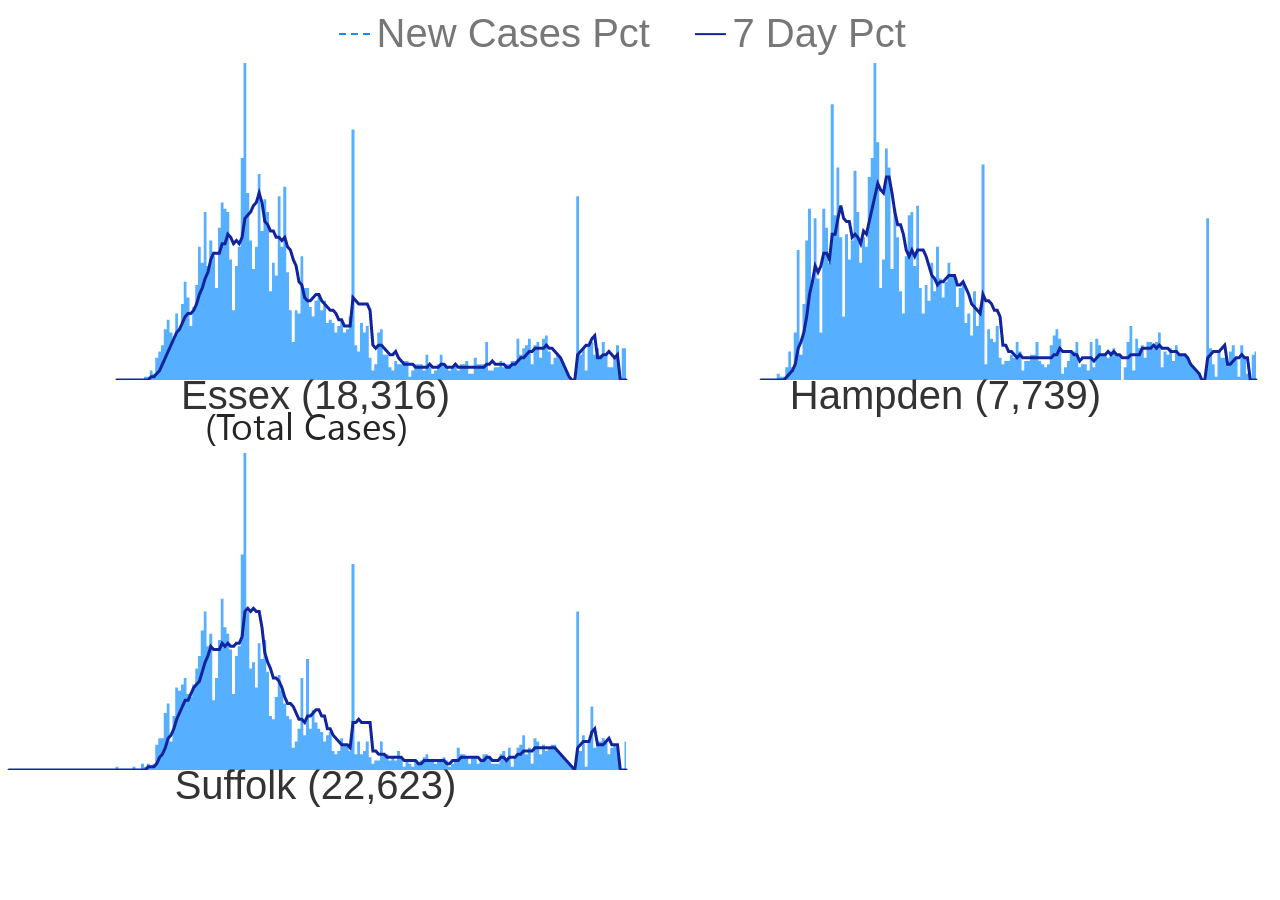 New Cases Pct 7 Day Pct
Essex (18,316) Hampden (7,739)
(Total Cases)
Suffolk (22,623)